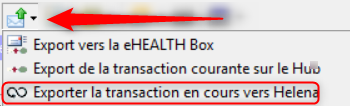 Export vers la eHEALTH Box
Export de la transaction courante sur le Hub
Exporter la transaction en cours vers Helena